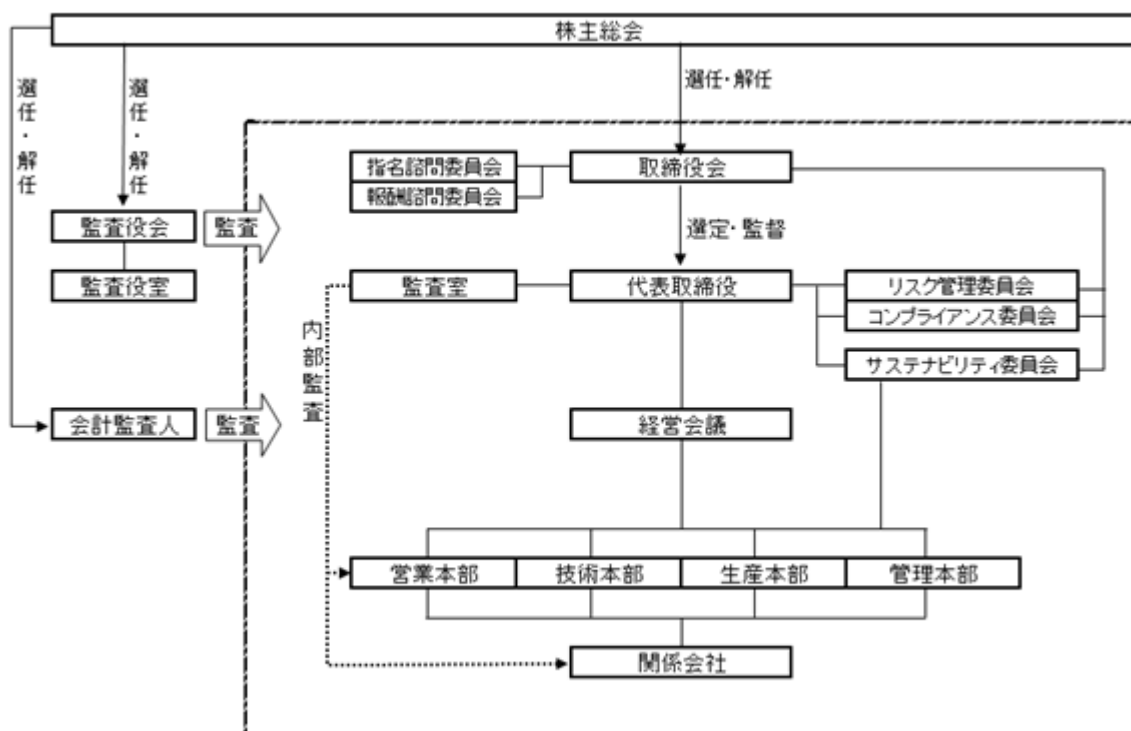 株主総会
選任・解任
選任・解任
選任・解任
指名諮問委員会
取締役会
報酬諮問委員会
監査役会
監査
選定・監督
監査役室
監査室
代表取締役
リスク管理委員会
コンプライアンス委員会
内部監査
サステナビリティ委員会
会計監査人
監査
経営会議
営業本部
技術本部
生産本部
管理本部
関係会社